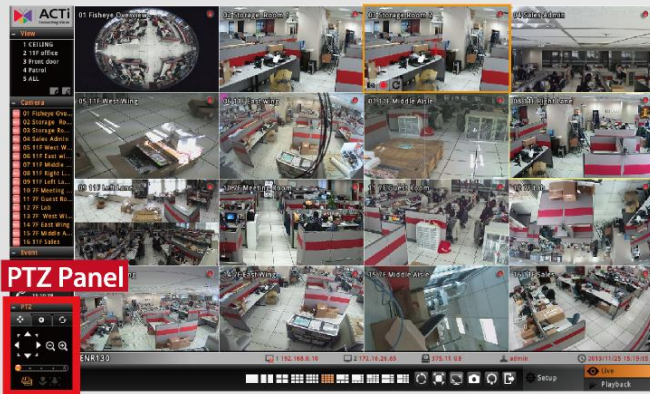 ACTi
Connecting Vision
View
1 CEILING
2 11F office
3 Front door
4 Patrol
5 ALL
Camera
01 Fisheye Ove...
02 Storage Ro...
03 Storage Ro...
04 Sales Admin
05 11F West W...
06 11F East wi...
07 11F Middle ...
08 11F Right L...
09 11F Left La...
10 7F Meeting ...
11 7F Guest Ro...
12 7F Lab
13 7F West Wi...
14 7F East Wing
15 7F Middle A...
16 11F Sales
Event
PTZ Panel
PTZ
01 Fisheye Overview
02 Storage Room 1
03 Storage Room 2
04 Sales Admin
05 11F West Wing
06 11F East wing
07 11F Middle Aisle
08 11F Right Lane
09 11F Left Lane
10 7F Meeting Room
11 7F Guest Room
12 7F Lab
14 7F East Wing
15 7F Middle Aisle
16 11F Sales
ENR130
1 192.168.0.10
2 172.16.26.65
375.11 GB
admin
2013/11/25 15:19:05
Setup
Live
Playback